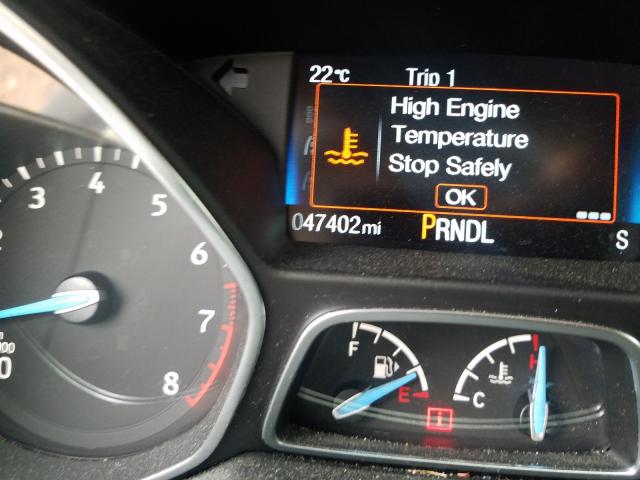 22°C Trip 1
High Engine
Temperature
Stop Safely
OK
047402mi PRNDL S
3 4 5 6 7 8
F E
C H
i